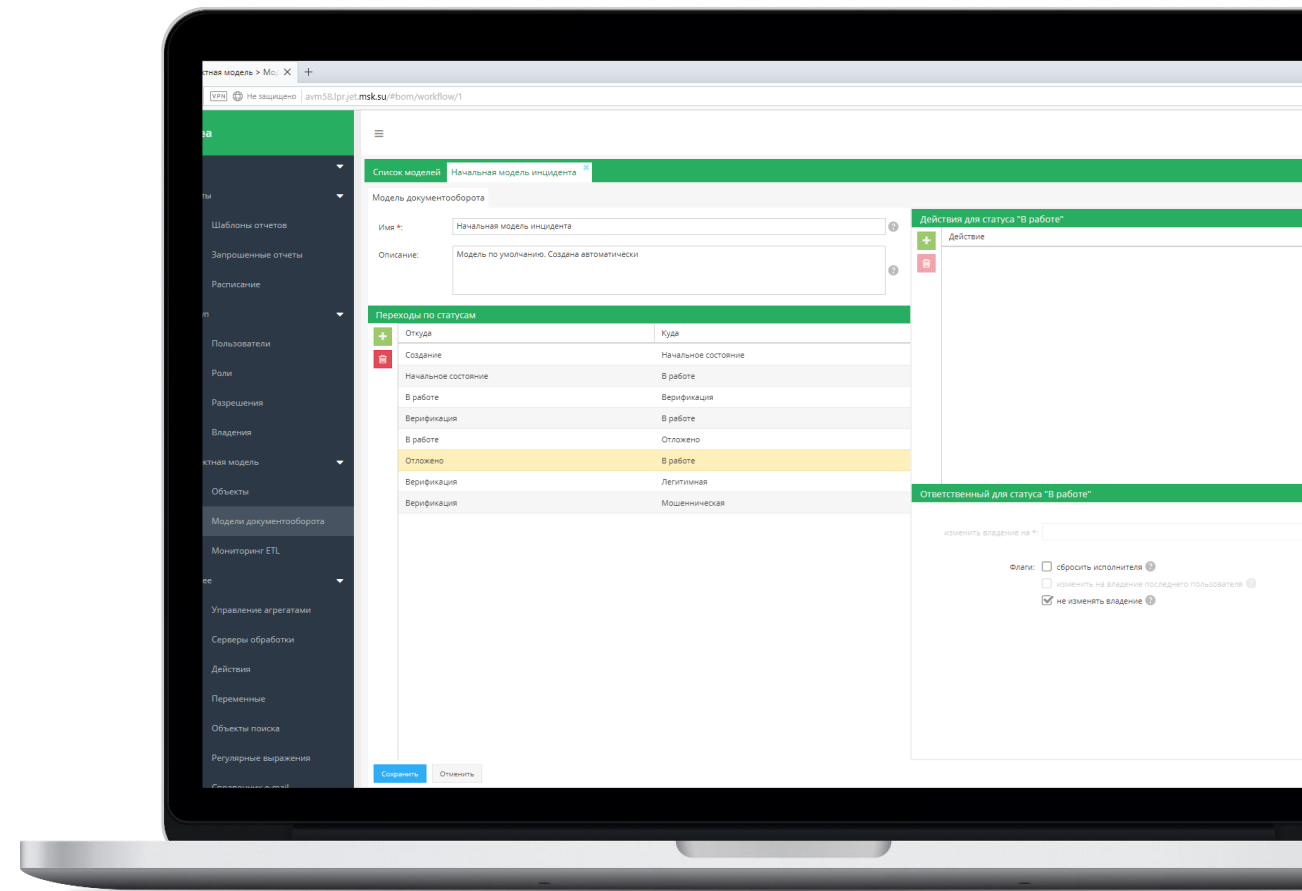 ктная модель > Мо
VPN Не защищено avm58.lpr.jet.msk.su/#bom/workflow/1
Список моделей Начальная модель инцидента
Модель документооборота
Шаблоны отчетов
Запрошенные отчеты
Расписание
Пользователи
Роли
Разрешения
Владения
ктная модель
Объекты
Модели документооборота
Мониторинг ETL
ее
Управление агрегатами
Серверы обработки
Действия
Переменные
Объекты поиска
Регулярные выражения
Справочник e-mail
Имя *: Начальная модель инцидента
Описание: Модель по умолчанию. Создана автоматически
Переходы по статусам
Откуда Куда
Создание Начальное состояние
Начальное состояние В работе
В работе Верификация
Верификация В работе
В работе Отложено
Отложено В работе
Верификация Легитимная
Верификация Мошенническая
Сохранить Отменить
Действия для статуса "В работе"
Действие
Ответственный для статуса "В работе"
изменить владение на *:
Флаги: сбросить исполнителя
изменить на владение последнего пользователя
не изменять владение